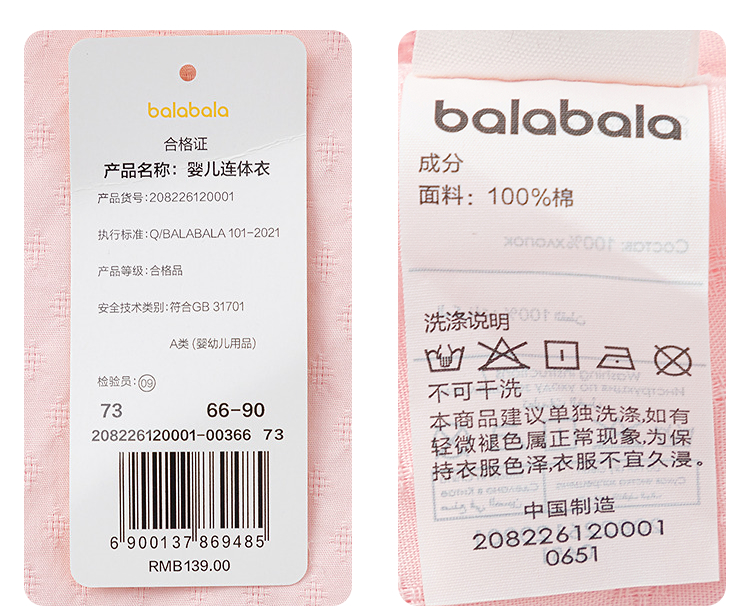 balabala
合格证
产品名称：婴儿连体衣
产品货号:208226120001
执行标准:Q/BALABALA 101-2021
产品等级:合格品
安全技术类别:符合GB 31701
A类 (婴幼儿用品)
检验员:09
73 66-90
208226120001-00366 73
6 900137 869485
RMB139.00
balabala
成分
面料：100%棉
Состав: 100%хлопок
洗涤说明
不可干洗
本商品建议单独洗涤,如有
轻微褪色属正常现象,为保
持衣服色泽,衣服不宜久浸。
中国制造
208226120001
0651